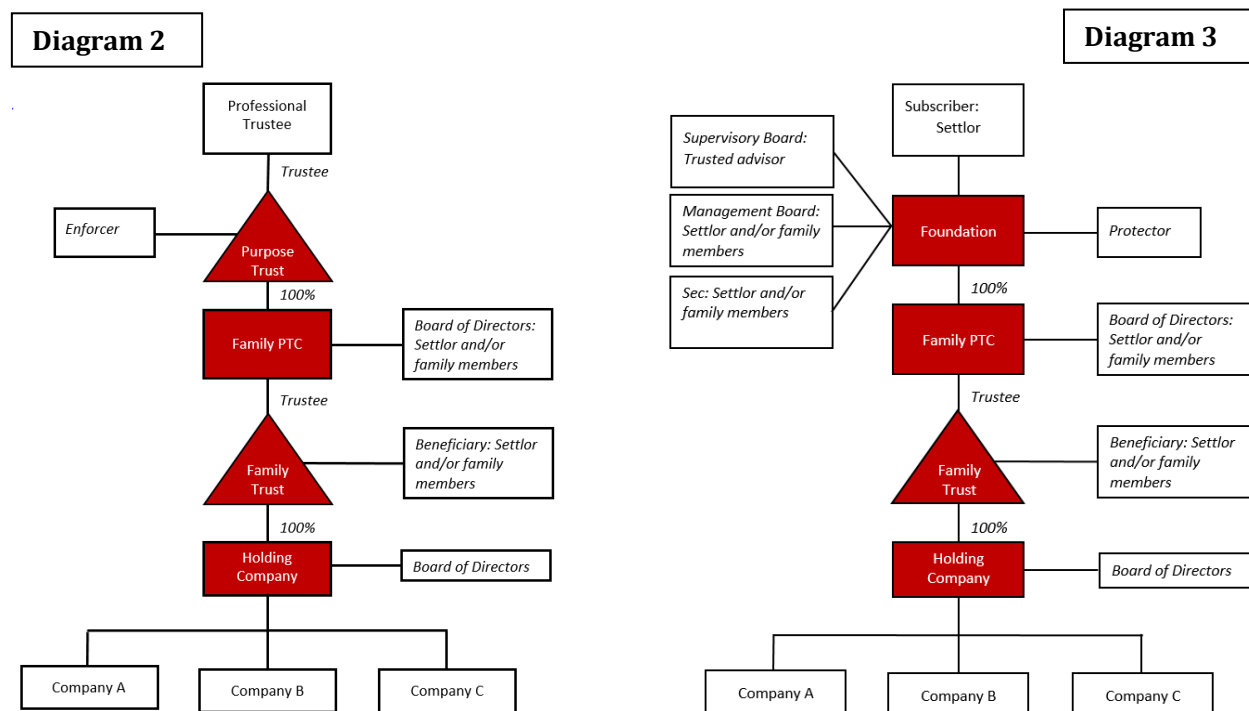 Diagram 2
Professional
Trustee
Trustee
Enforcer
Purpose
Trust
100%
Family PTC
Board of Directors:
Settlor and/or
family members
Trustee
Family
Trust
Beneficiary: Settlor
and/or family
members
100%
Holding
Company
Board of Directors
Company A
Company B
Company C
Diagram 3
Subscriber:
Settlor
Supervisory Board:
Trusted advisor
Management Board:
Settlor and/or family
members
Sec: Settlor and/or
family members
Foundation
Protector
100%
Family PTC
Board of Directors:
Settlor and/or
family members
Trustee
Family
Trust
Beneficiary: Settlor
and/or family
members
100%
Holding
Company
Board of Directors
Company A
Company B
Company C